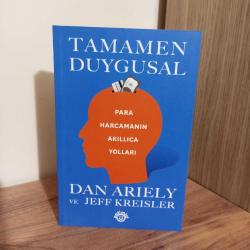 TAMAMEN
DUYGUSAL
PARA
HARCAMANIN
AKILLICA
YOLLARI
DAN ARIELY
VE JEFF KREISLER